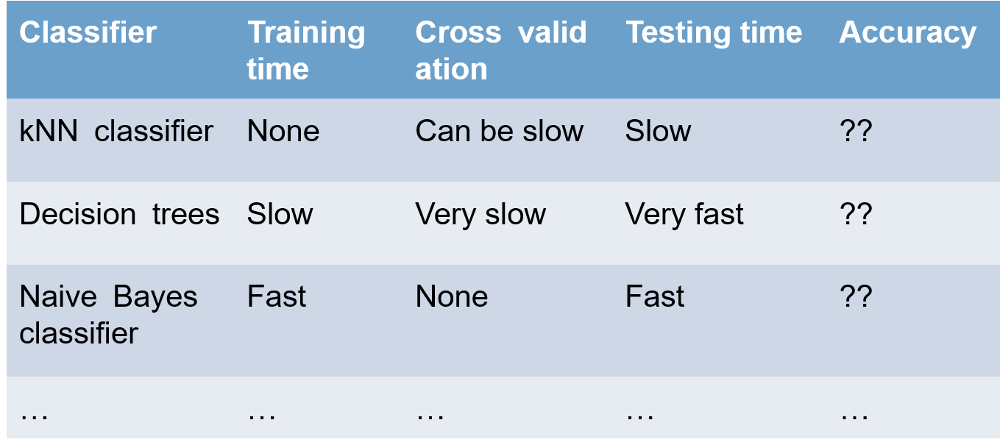 Classifier Training time Cross valid ation Testing time Accuracy
kNN classifier None Can be slow Slow ??
Decision trees Slow Very slow Very fast ??
Naive Bayes classifier Fast None Fast ??
… … … … …